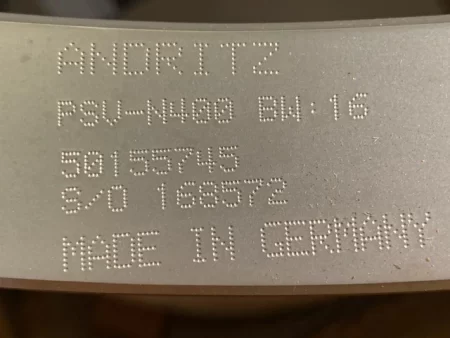 ANDRITZ
PSV-N400 BW:16
50155745
S/O 168572
MADE IN GERMANY